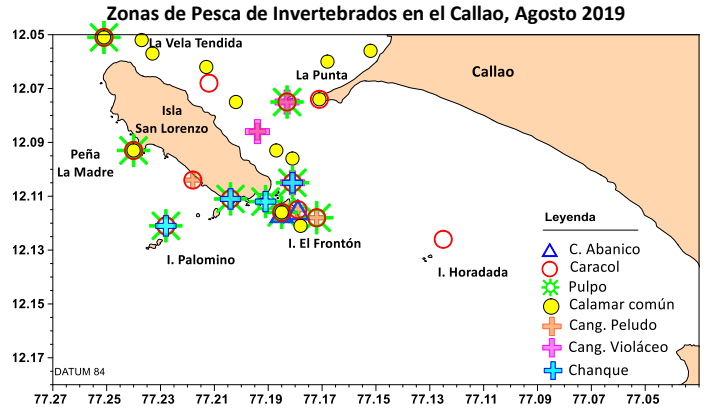 Zonas de Pesca de Invertebrados en el Callao, Agosto 2019
12.05
La Vela Tendida
La Punta
Callao
12.07
Isla
San Lorenzo
12.09
Peña
La Madre
12.11
Leyenda
I. El Frontón
C. Abanico
12.13
I. Palomino
I. Horadada
Caracol
Pulpo
12.15
Calamar común
Cang. Peludo
Cang. Violáceo
12.17
DATUM 84
Chanque
77.27 77.25 77.23 77.21 77.19 77.17 77.15 77.13 77.11 77.09 77.07 77.05